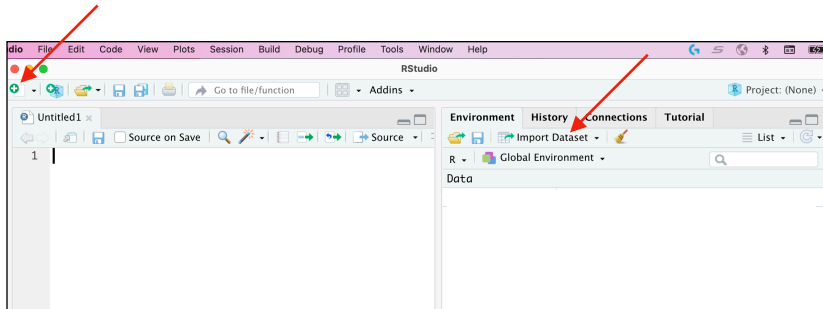 dio File Edit Code View Plots Session Build Debug Profile Tools Window Help
RStudio
Go to file/function Addins Project: (None)
Untitled1 Environment History Connections Tutorial
Source on Save Source Import Dataset List
1 R Global Environment
Data